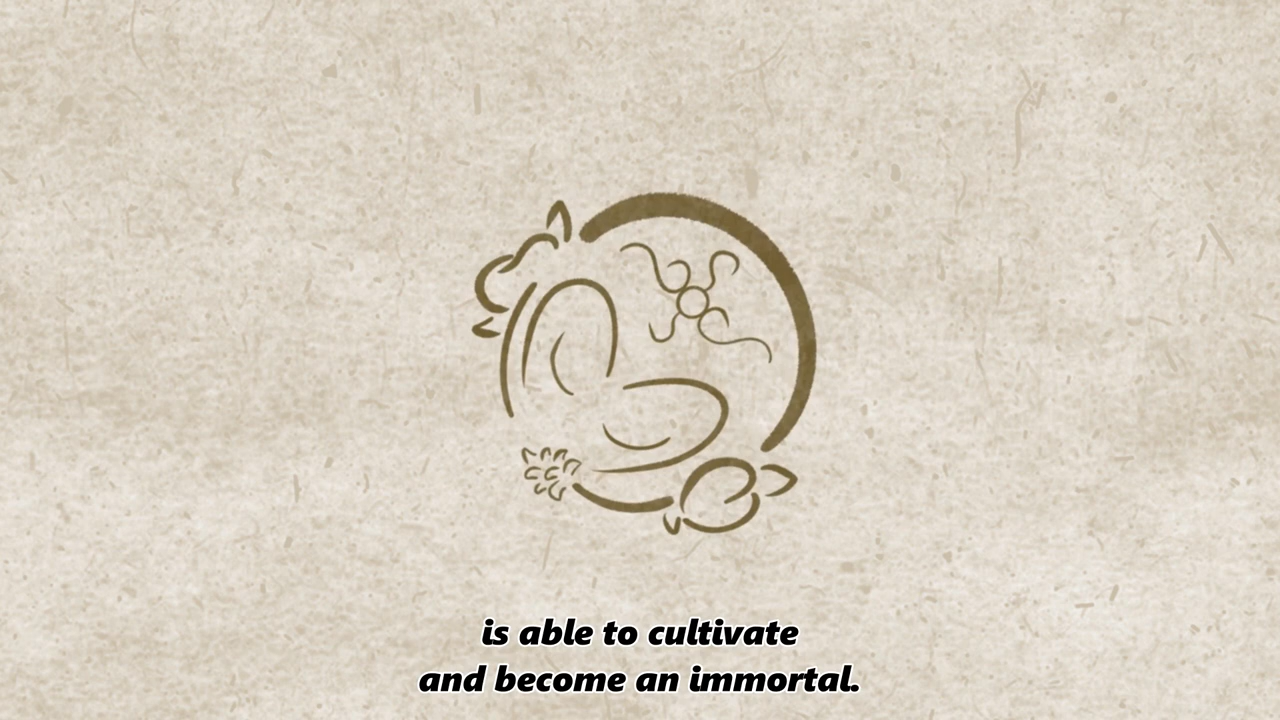 is able to cultivate
and become an immortal.